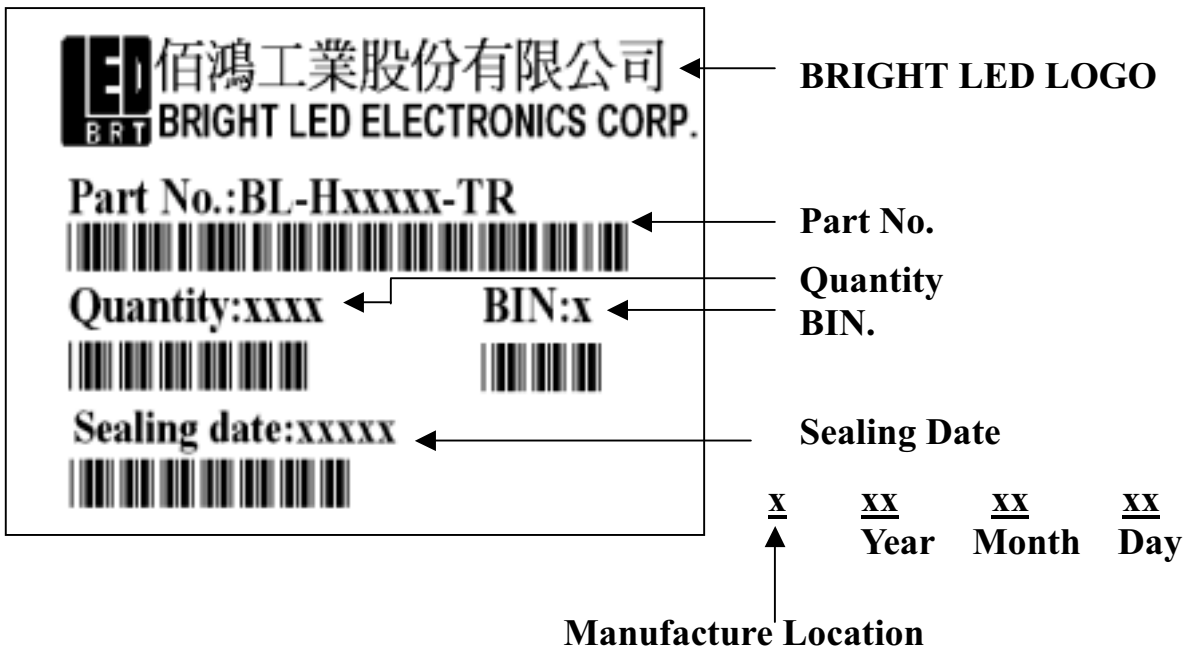 LED
佰鴻工業股份有限公司
BRT
BRIGHT LED ELECTRONICS CORP.
BRIGHT LED LOGO
Part No.:BL-Hxxxxx-TR
Part No.
Quantity:xxxx
BIN:x
Quantity
BIN.
Sealing date:xxxxx
Sealing Date
x xx xx xx
Year Month Day
Manufacture Location